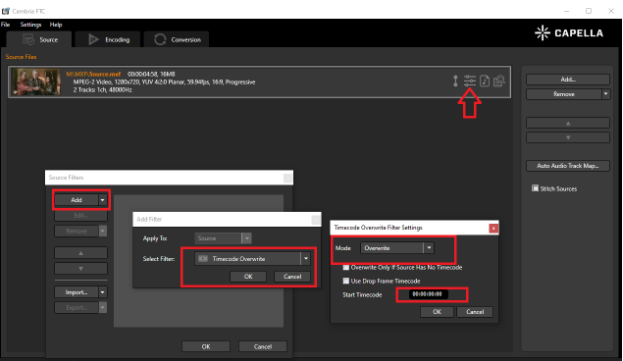 Cambria FTC
File Settings Help
Source Encoding Conversion
CAPELLA
Source Files
M:\MXF\Source.mxf 00:00:04:58, 16MB
MPEG-2 Video, 1280x720, YUV 4:2:0 Planar, 59.94fps, 16:9, Progressive
2 Tracks: 1ch, 48000Hz
Add...
Remove
Auto Audio Track Map...
Stitch Sources
Source Filters
Add
Edit...
Remove
Import...
Export...
OK Cancel
Add Filter
Apply To: Source
Select Filter: Timecode Overwrite
OK Cancel
Timecode Overwrite Filter Settings
Mode Overwrite
Overwrite Only If Source Has No Timecode
Use Drop Frame Timecode
Start Timecode 00:00:00:00
OK Cancel